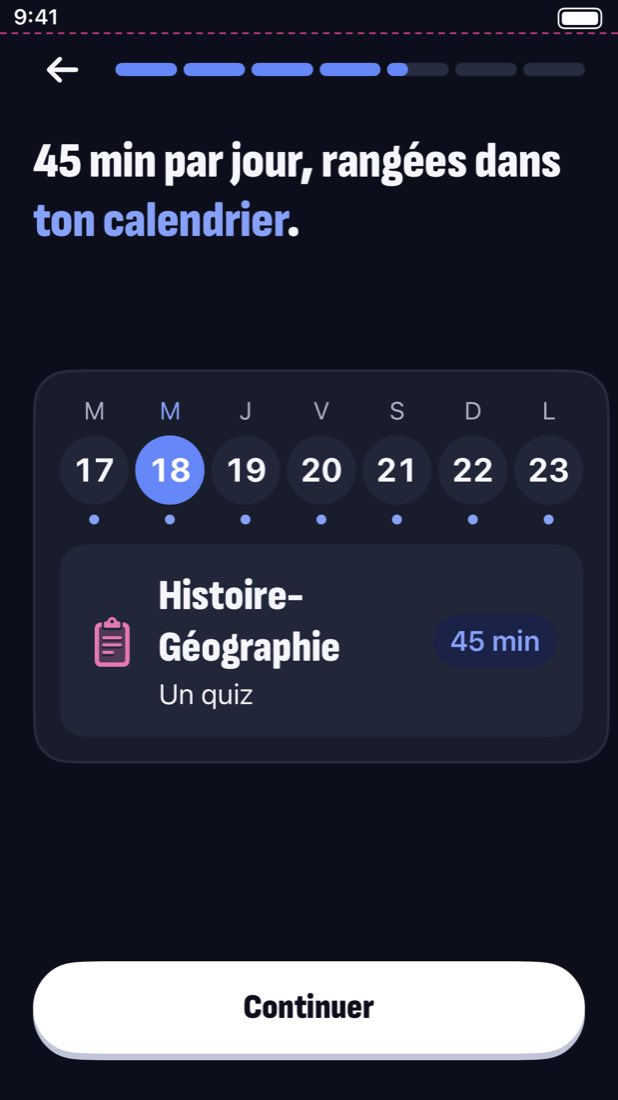 9:41
45 min par jour, rangées dans
ton calendrier.
M M J V S D L
17 18 19 20 21 22 23
Histoire-
Géographie
45 min
Un quiz
Continuer